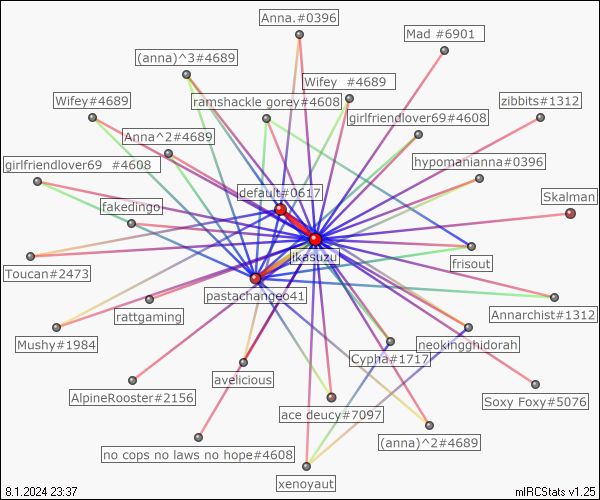 Anna.#0396
Mad #6901
(anna)^3#4689
Wifey  #4689
Wifey#4689
ramshackle gorey#4608
zibbits#1312
girlfriendlover69#4608
Anna^2#4689
girlfriendlover69  #4608
hypomanianna#0396
default#0617
Skalman
fakedingo
ikasuzu
frisout
Toucan#2473
pastachangeo41
rattgaming
Annarchist#1312
Mushy#1984
neokingghidorah
Cypha#1717
avelicious
AlpineRooster#2156
Soxy Foxy#5076
ace deucy#7097
(anna)^2#4689
no cops no laws no hope#4608
xenoyaut
8.1.2024 23:37
mIRCStats v1.25